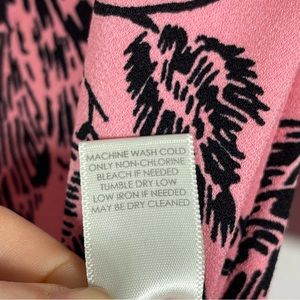 MACHINE WASH COLD
ONLY NON-CHLORINE
BLEACH IF NEEDED
TUMBLE DRY LOW
LOW IRON IF NEEDED
MAY BE DRY CLEANED